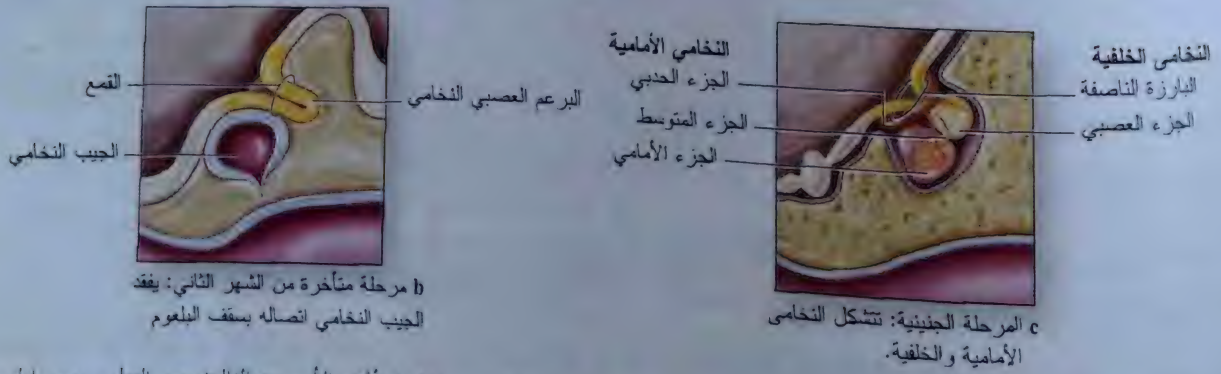 القمع
البرعم العصبي النخامي
الجيب النخامي
b مرحلة متأخرة من الشهر الثاني: يفقد
الجيب النخامي اتصاله بسقف البلعوم
النخامي الأمامية
الجزء الحدبي
الجزء المتوسط
الجزء الأمامي
النخامى الخلفية
البارزة الناصفة
الجزء العصبي
c المرحلة الجنينية: تتشكل النخامى
الأمامية والخلفية.